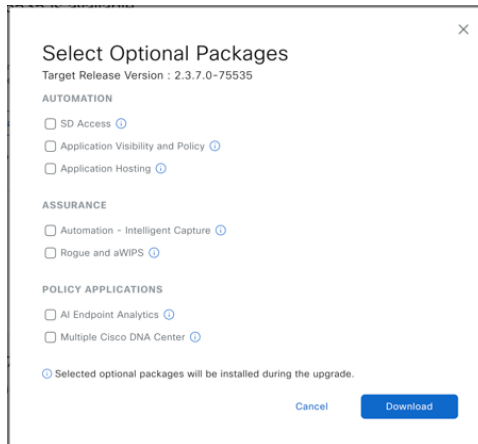 Select Optional Packages
Target Release Version : 2.3.7.0-75535
AUTOMATION
SD Access
Application Visibility and Policy
Application Hosting
ASSURANCE
Automation - Intelligent Capture
Rogue and aWIPS
POLICY APPLICATIONS
AI Endpoint Analytics
Multiple Cisco DNA Center
Selected optional packages will be installed during the upgrade.
Cancel Download